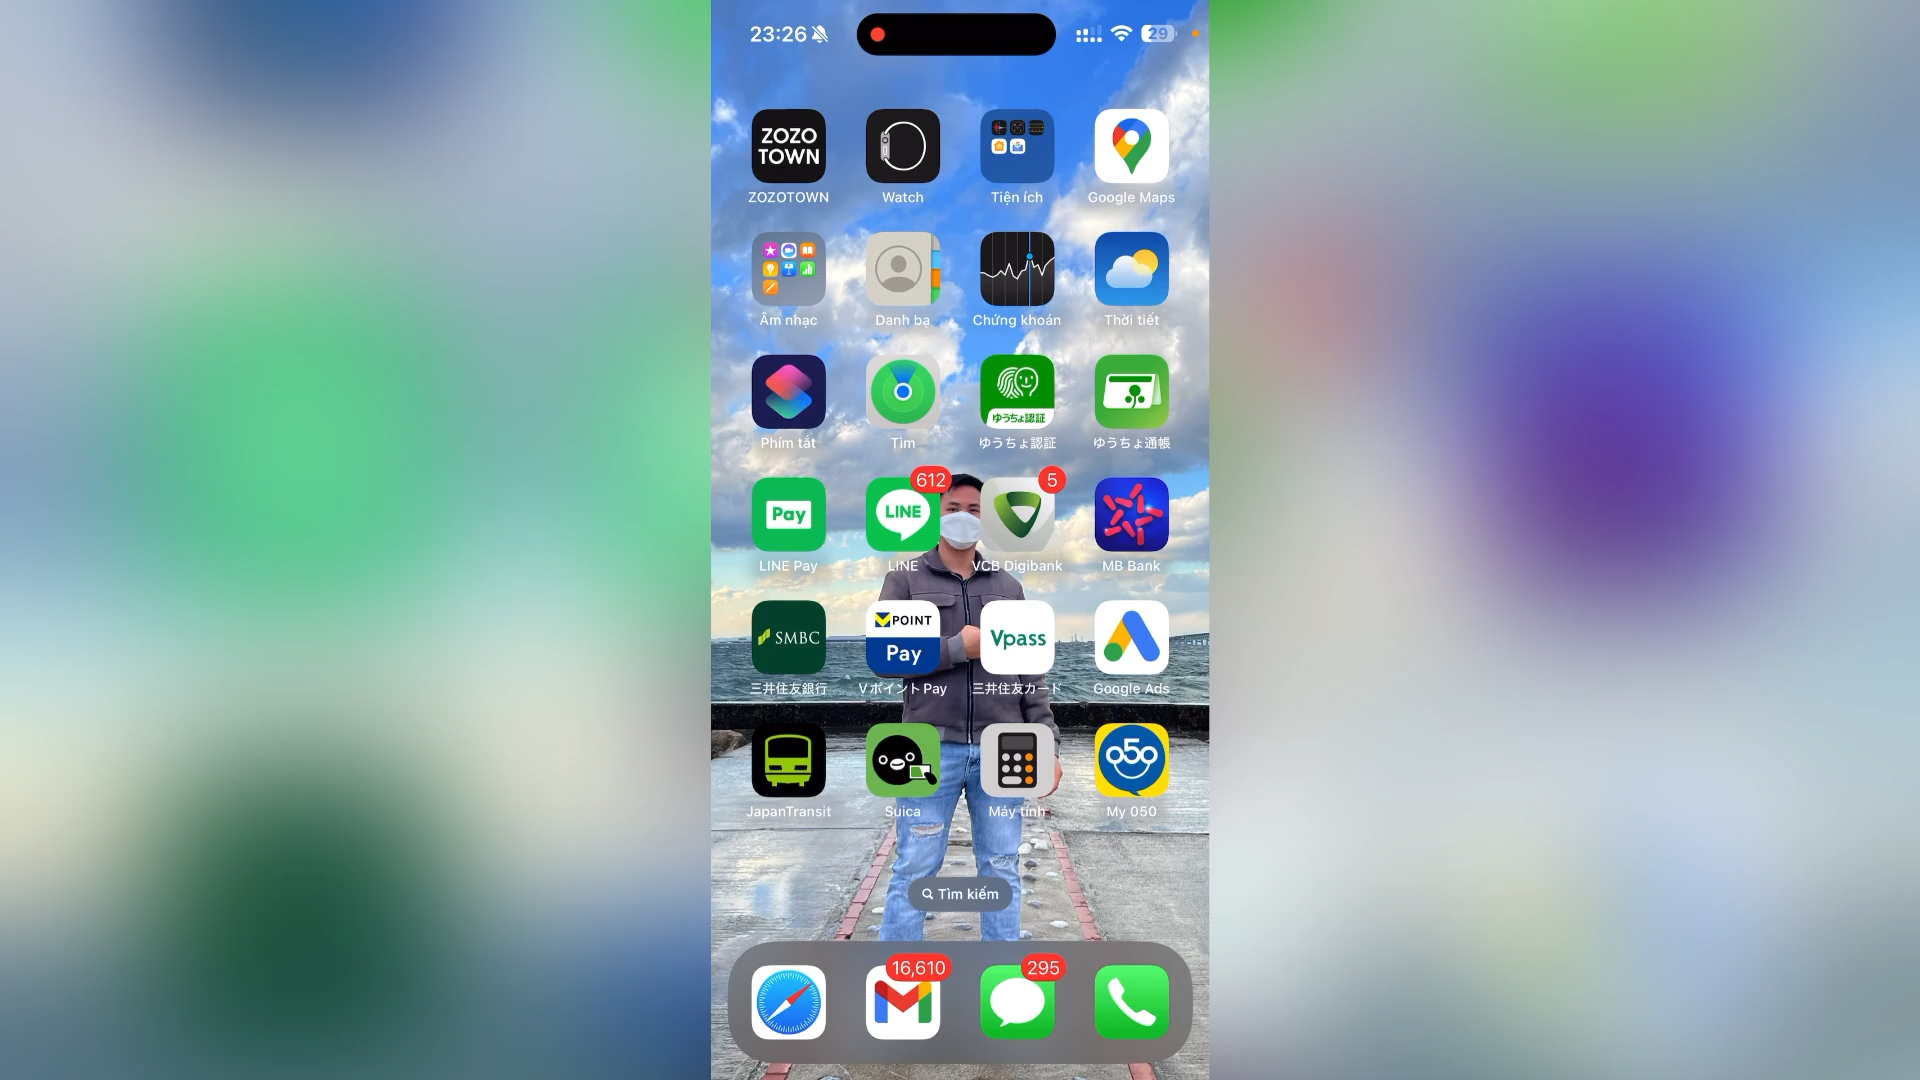 23:26
29
ZOZO
TOWN
ZOZOTOWN
Watch
Tiện ích
Google Maps
Âm nhạc
Danh bạ
Chứng khoán
Thời tiết
ゆうちょ認証
Phím tắt
Tìm
ゆうちょ認証
ゆうちょ通帳
612
5
Pay
LINE
LINE Pay
LINE
VCB Digibank
MB Bank
SMBC
V POINT
Pay
Vpass
三井住友銀行
VポイントPay
三井住友カード
Google Ads
050
JapanTransit
Suica
Máy tính
My 050
Tìm kiếm
16,610
295